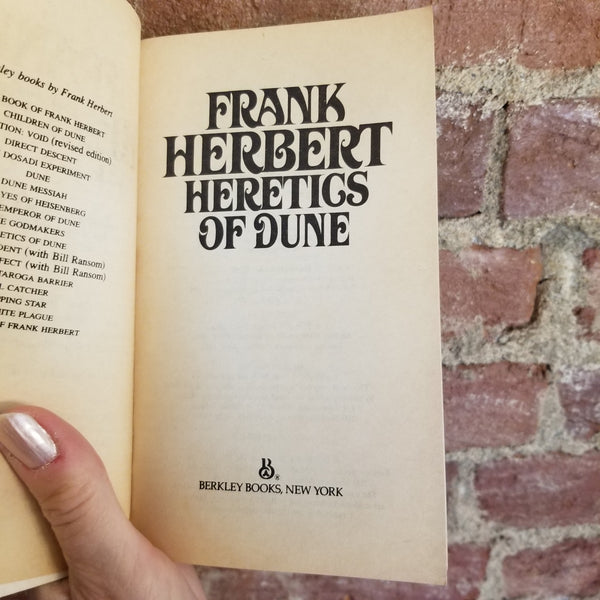 ley books by Frank Herbert
BOOK OF FRANK HERBERT
CHILDREN OF DUNE
TION: VOID (revised edition)
DIRECT DESCENT
DOSADI EXPERIMENT
DUNE
DUNE MESSIAH
YES OF HEISENBERG
EMPEROR OF DUNE
E GODMAKERS
ETICS OF DUNE
DENT (with Bill Ransom)
FECT (with Bill Ransom)
TAROGA BARRIER
L CATCHER
PPING STAR
ITE PLAGUE
F FRANK HERBERT
FRANK
HERBERT
HERETICS
OF DUNE
B®
BERKLEY BOOKS, NEW YORK